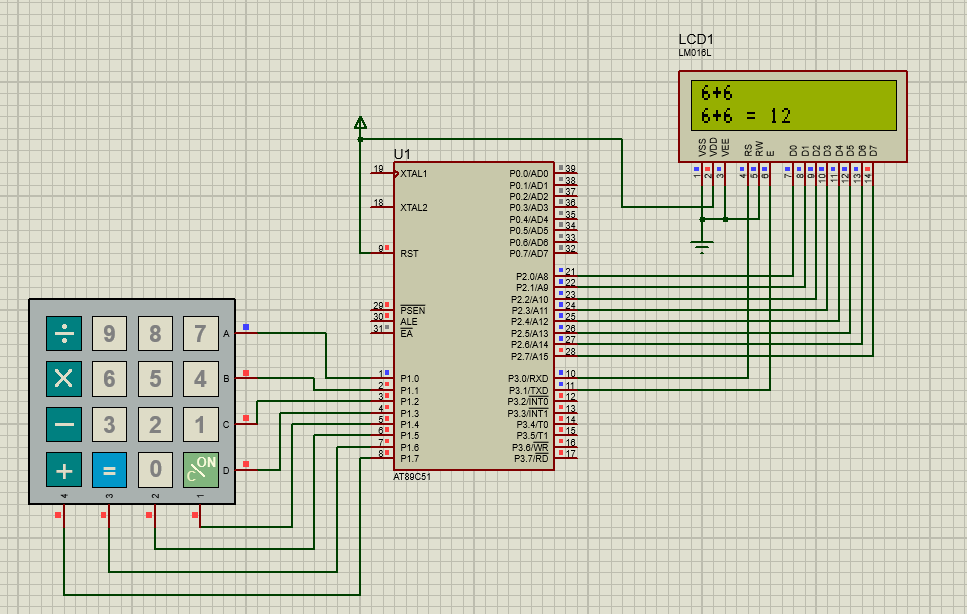 LCD1
LM016L
6+6
6+6 = 12
VSS VDD VEE RS RW E D0 D1 D2 D3 D4 D5 D6 D7
1 2 3 4 5 6 7 8 9 10 11 12 13 14
U1
19 XTAL1 P0.0/AD0 39
P0.1/AD1 38
P0.2/AD2 37
18 XTAL2 P0.3/AD3 36
P0.4/AD4 35
P0.5/AD5 34
P0.6/AD6 33
9 RST P0.7/AD7 32
P2.0/A8 21
P2.1/A9 22
P2.2/A10 23
29 PSEN P2.3/A11 24
30 ALE P2.4/A12 25
31 EA P2.5/A13 26
P2.6/A14 27
P2.7/A15 28
1 P1.0 P3.0/RXD 10
2 P1.1 P3.1/TXD 11
3 P1.2 P3.2/INT0 12
4 P1.3 P3.3/INT1 13
5 P1.4 P3.4/T0 14
6 P1.5 P3.5/T1 15
7 P1.6 P3.6/WR 16
8 P1.7 P3.7/RD 17
AT89C51
÷ 9 8 7 A
× 6 5 4 B
− 3 2 1 C
+ = 0 ON/C D
4 3 2 1